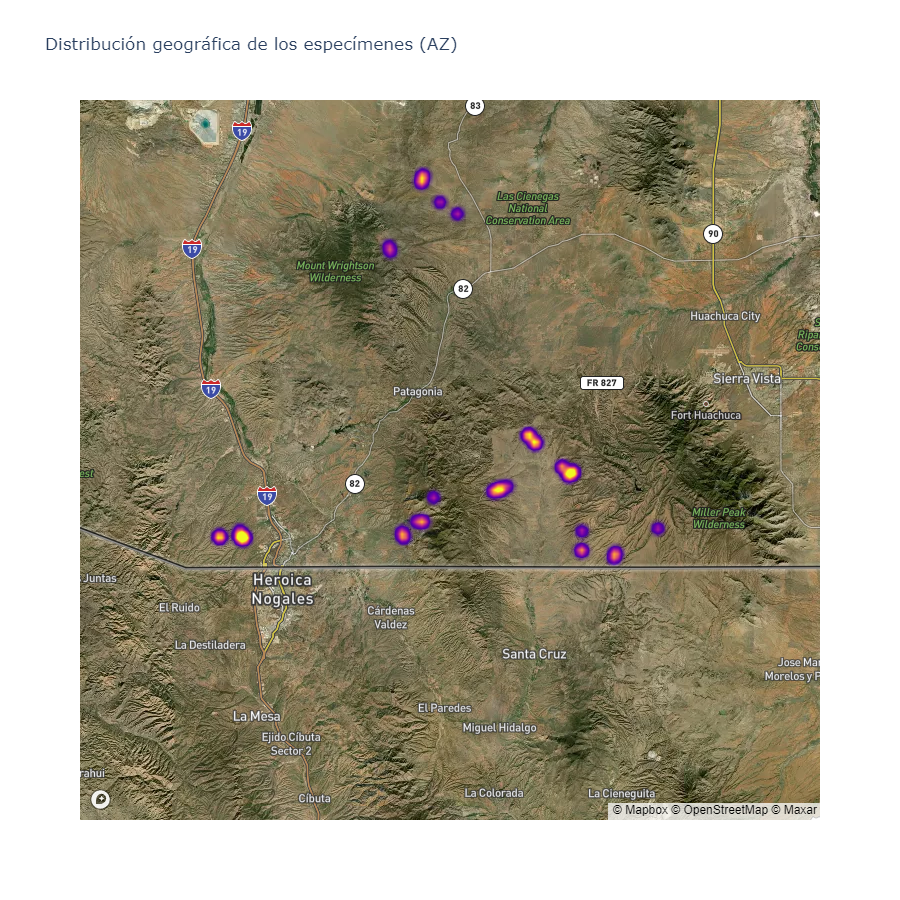 Distribución geográfica de los especímenes (AZ)
83
19
Las Cienegas
National
Conservation Area
90
19
Mount Wrightson
Wilderness
82
Huachuca City
Ripa
Cons
FR 827
Sierra Vista
19
Patagonia
Fort Huachuca
est
82
19
Miller Peak
Wilderness
Juntas
Heroica
Nogales
El Ruido
Cárdenas
Valdez
La Destiladera
Santa Cruz
Jose Mar
Morelos y P
El Paredes
La Mesa
Miguel Hidalgo
Ejido Cíbuta
Sector 2
rahui
La Colorada
La Cieneguita
Cíbuta
© Mapbox © OpenStreetMap © Maxar